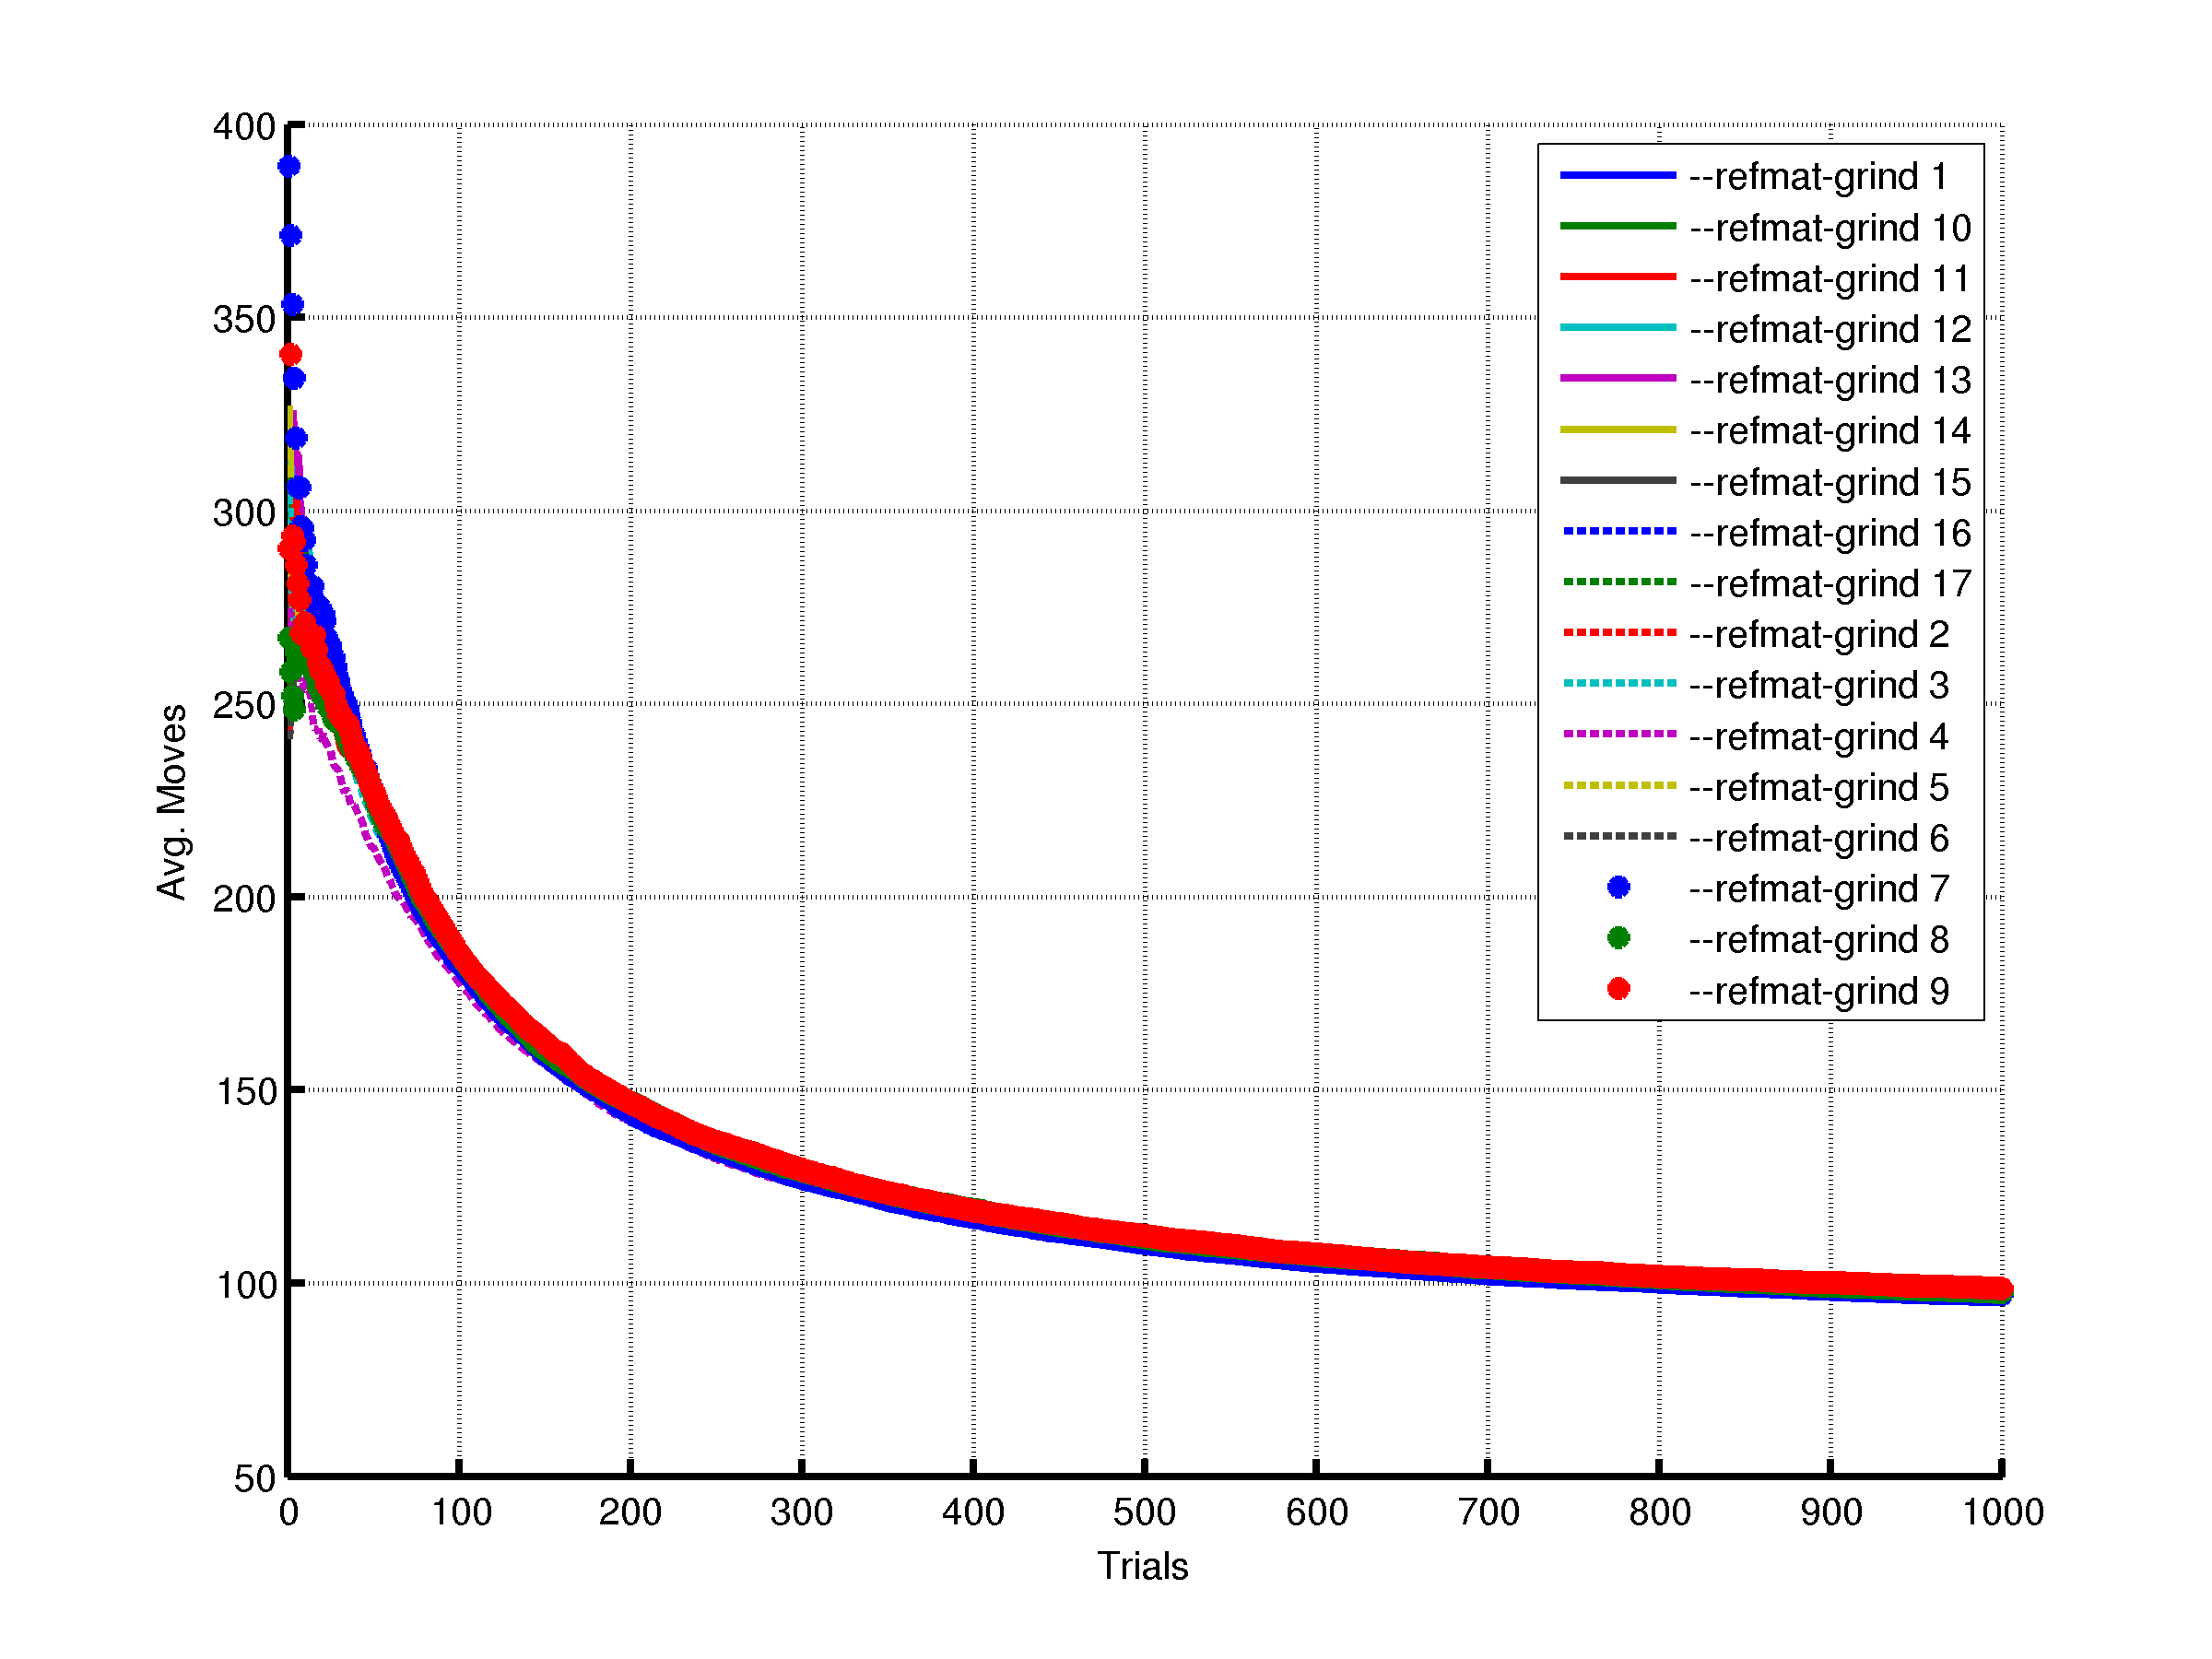 400
350
300
250
200
150
100
50
0 100 200 300 400 500 600 700 800 900 1000
Avg. Moves
Trials
--refmat-grind 1
--refmat-grind 10
--refmat-grind 11
--refmat-grind 12
--refmat-grind 13
--refmat-grind 14
--refmat-grind 15
--refmat-grind 16
--refmat-grind 17
--refmat-grind 2
--refmat-grind 3
--refmat-grind 4
--refmat-grind 5
--refmat-grind 6
--refmat-grind 7
--refmat-grind 8
--refmat-grind 9